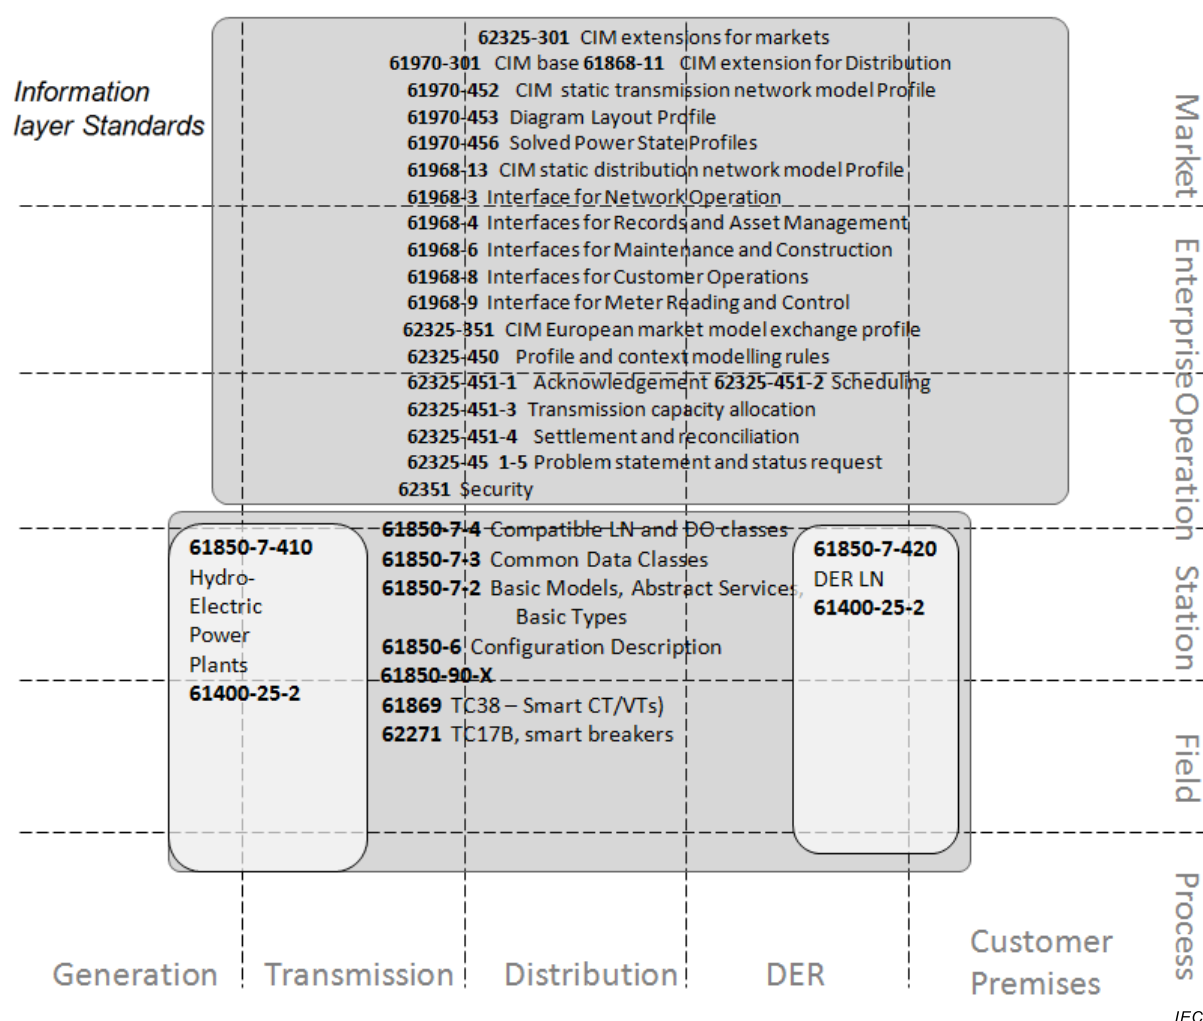 Information
layer Standards
62325-301 CIM extensions for markets
61970-301 CIM base 61868-11 CIM extension for Distribution
61970-452 CIM static transmission network model Profile
61970-453 Diagram Layout Profile
61970-456 Solved Power State Profiles
61968-13 CIM static distribution network model Profile
61968-3 Interface for Network Operation
61968-4 Interfaces for Records and Asset Management
61968-6 Interfaces for Maintenance and Construction
61968-8 Interfaces for Customer Operations
61968-9 Interface for Meter Reading and Control
62325-351 CIM European market model exchange profile
62325-450 Profile and context modelling rules
62325-451-1 Acknowledgement 62325-451-2 Scheduling
62325-451-3 Transmission capacity allocation
62325-451-4 Settlement and reconciliation
62325-45 1-5 Problem statement and status request
62351 Security
61850-7-410
Hydro-
Electric
Power
Plants
61400-25-2
61850-7-4 Compatible LN and DO classes
61850-7-3 Common Data Classes
61850-7-2 Basic Models, Abstract Services,
Basic Types
61850-6 Configuration Description
61850-90-X
61869 TC38 – Smart CT/VTs)
62271 TC17B, smart breakers
61850-7-420
DER LN
61400-25-2
Market
Enterprise
Operation
Station
Field
Process
Generation
Transmission
Distribution
DER
Customer
Premises
IEC